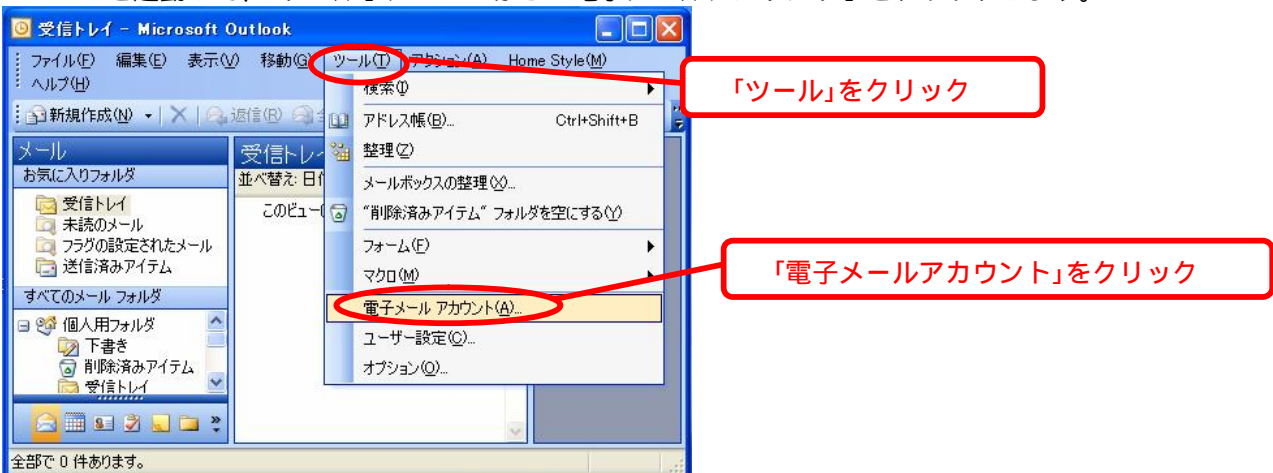 受信トレイ - Microsoft Outlook
ファイル(F) 編集(E) 表示(V) 移動(G) ツール(T) アクション(A) Home Style(M)
ヘルプ(H)
新規作成(N) 返信(R)
検索(I)
アドレス帳(B)... Ctrl+Shift+B
整理(Z)
メールボックスの整理(X)...
"削除済みアイテム" フォルダを空にする(Y)
フォーム(F)
マクロ(M)
電子メール アカウント(A)...
ユーザー設定(C)...
オプション(O)...
「ツール」をクリック
「電子メールアカウント」をクリック
メール
お気に入りフォルダ
受信トレイ
未読のメール
フラグの設定されたメール
送信済みアイテム
すべてのメール フォルダ
個人用フォルダ
下書き
削除済みアイテム
受信トレイ
受信トレイ
並べ替え: 日付
このビュー
全部で 0 件あります。